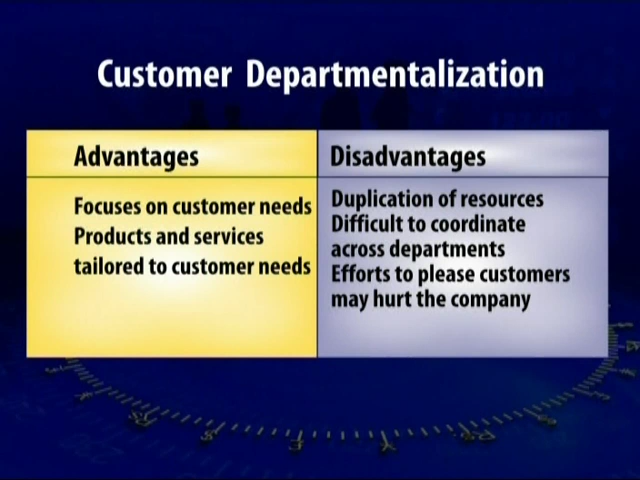 Customer Departmentalization
Advantages
Focuses on customer needs
Products and services
tailored to customer needs
Disadvantages
Duplication of resources
Difficult to coordinate
across departments
Efforts to please customers
may hurt the company